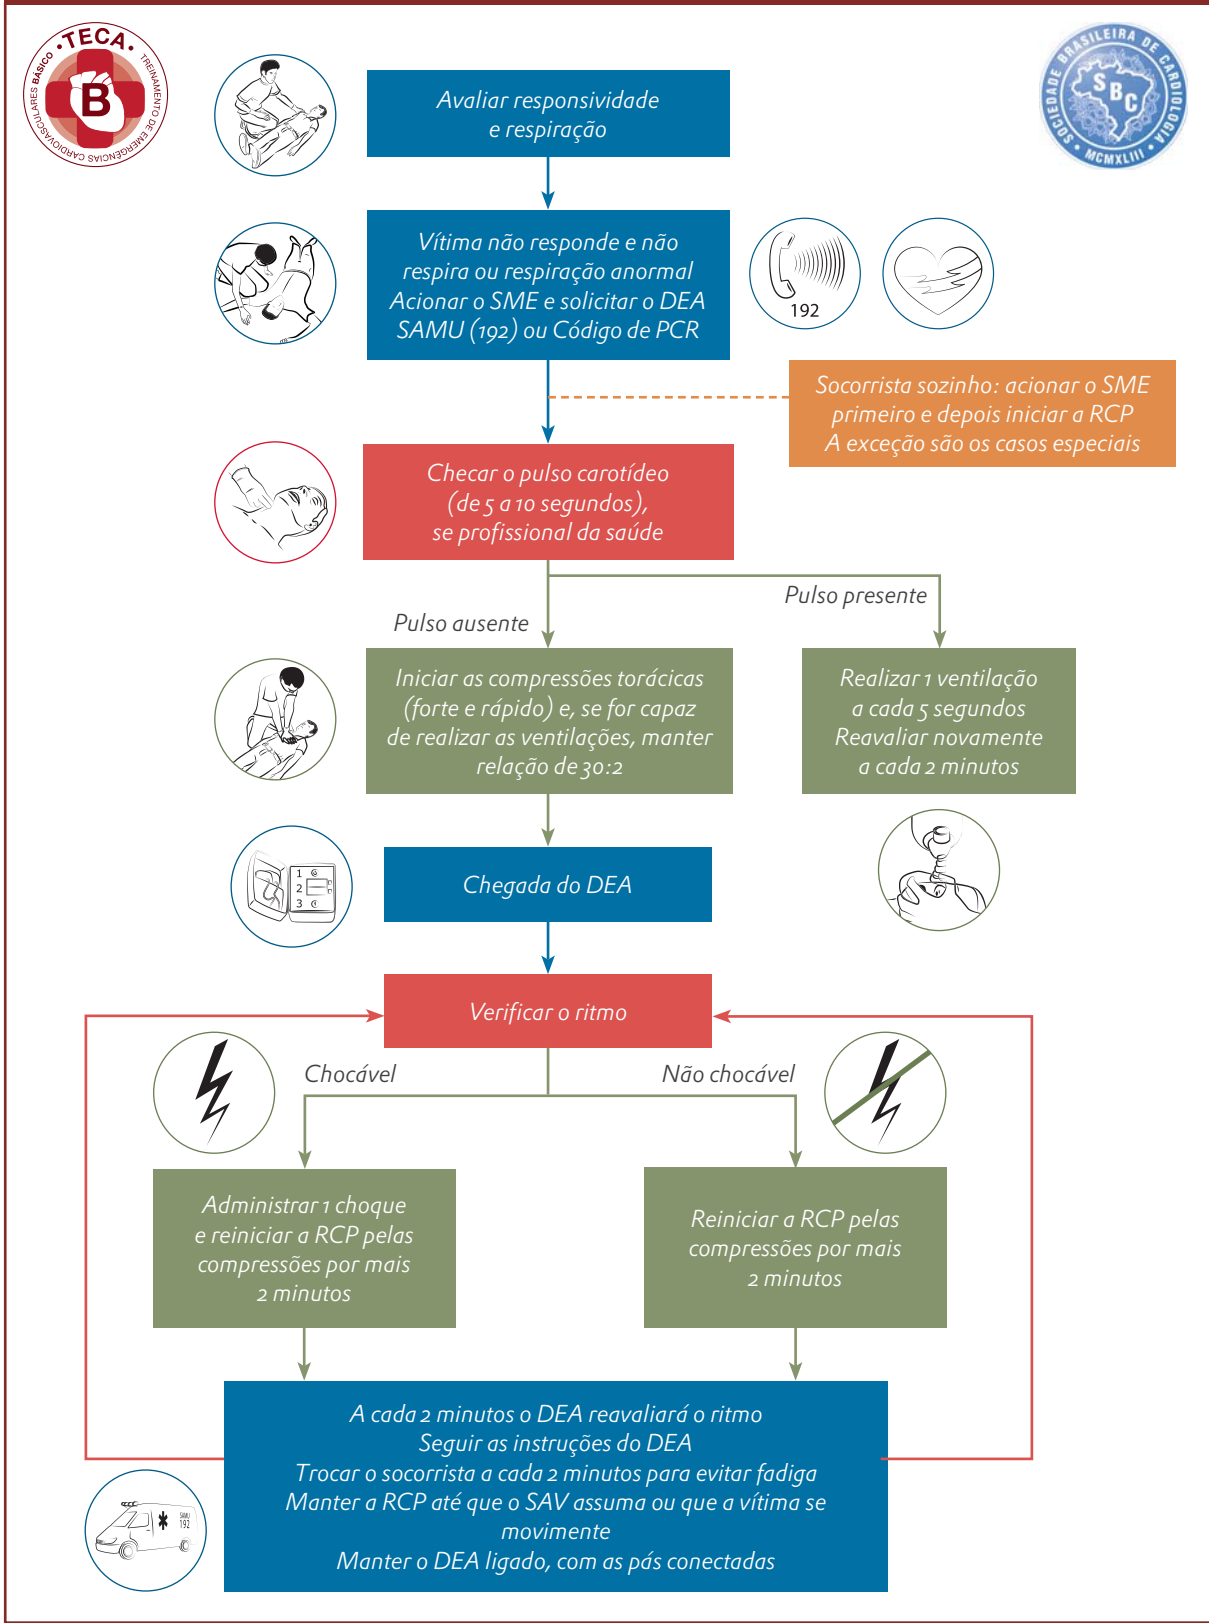 •TECA•
TREINAMENTO DE EMERGÊNCIAS CARDIOVASCULARES BÁSICO
B
SOCIEDADE BRASILEIRA DE CARDIOLOGIA
SBC
MCMXLIII
Avaliar responsividade
e respiração
Vítima não responde e não
respira ou respiração anormal
Acionar o SME e solicitar o DEA
SAMU (192) ou Código de PCR
192
Socorrista sozinho: acionar o SME
primeiro e depois iniciar a RCP
A exceção são os casos especiais
Checar o pulso carotídeo
(de 5 a 10 segundos),
se profissional da saúde
Pulso ausente
Pulso presente
Iniciar as compressões torácicas
(forte e rápido) e, se for capaz
de realizar as ventilações, manter
relação de 30:2
Realizar 1 ventilação
a cada 5 segundos
Reavaliar novamente
a cada 2 minutos
1
2
3
Chegada do DEA
Verificar o ritmo
Chocável
Não chocável
Administrar 1 choque
e reiniciar a RCP pelas
compressões por mais
2 minutos
Reiniciar a RCP pelas
compressões por mais
2 minutos
A cada 2 minutos o DEA reavaliará o ritmo
Seguir as instruções do DEA
Trocar o socorrista a cada 2 minutos para evitar fadiga
Manter a RCP até que o SAV assuma ou que a vítima se
movimente
Manter o DEA ligado, com as pás conectadas
SAMU
192